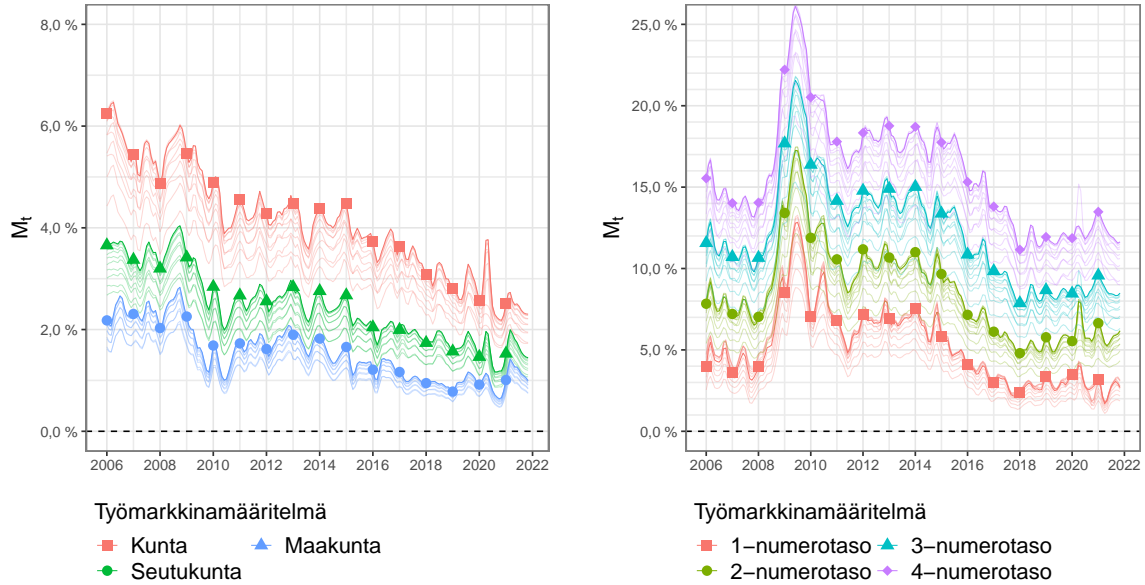 8,0 %
6,0 %
4,0 %
2,0 %
0,0 %
Mt
2006 2008 2010 2012 2014 2016 2018 2020 2022
Työmarkkinamääritelmä
Kunta Maakunta
Seutukunta
25,0 %
20,0 %
15,0 %
10,0 %
5,0 %
0,0 %
Mt
2006 2008 2010 2012 2014 2016 2018 2020 2022
Työmarkkinamääritelmä
1−numerotaso 3−numerotaso
2−numerotaso 4−numerotaso